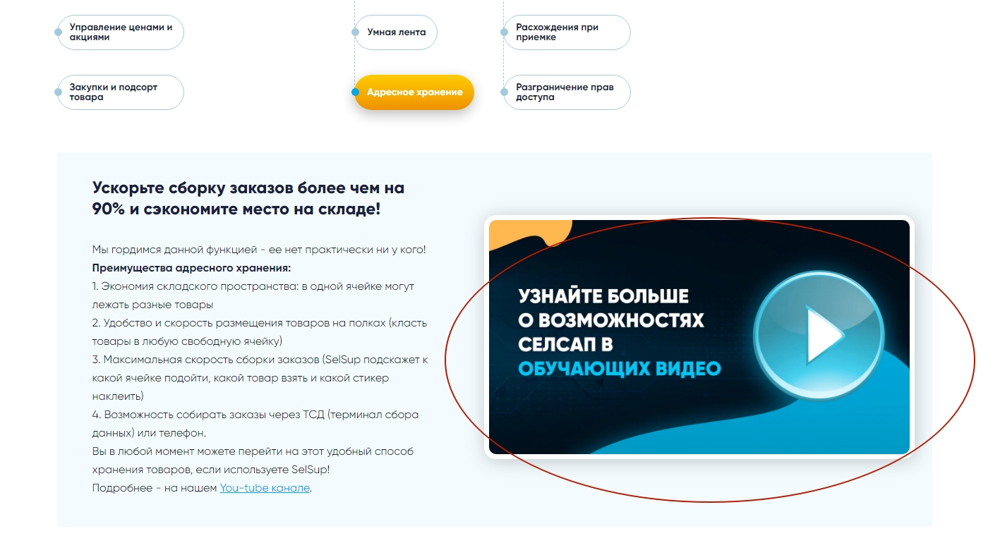 Управление ценами и
акциями
Умная лента
Расхождения при
приемке
Закупки и подсорт
товара
Адресное хранение
Разграничение прав
доступа
Ускорьте сборку заказов более чем на
90% и сэкономите место на складе!
Мы гордимся данной функцией - ее нет практически ни у кого!
Преимущества адресного хранения:
1. Экономия складского пространства: в одной ячейке могут
лежать разные товары
2. Удобство и скорость размещения товаров на полках (класть
товары в любую свободную ячейку)
3. Максимальная скорость сборки заказов (SelSup подскажет к
какой ячейке подойти, какой товар взять и какой стикер
наклеить)
4. Возможность собирать заказы через ТСД (терминал сбора
данных) или телефон.
Вы в любой момент можете перейти на этот удобный способ
хранения товаров, если используете SelSup!
Подробнее - на нашем You-tube канале.
УЗНАЙТЕ БОЛЬШЕ
О ВОЗМОЖНОСТЯХ
СЕЛСАП В
ОБУЧАЮЩИХ ВИДЕО